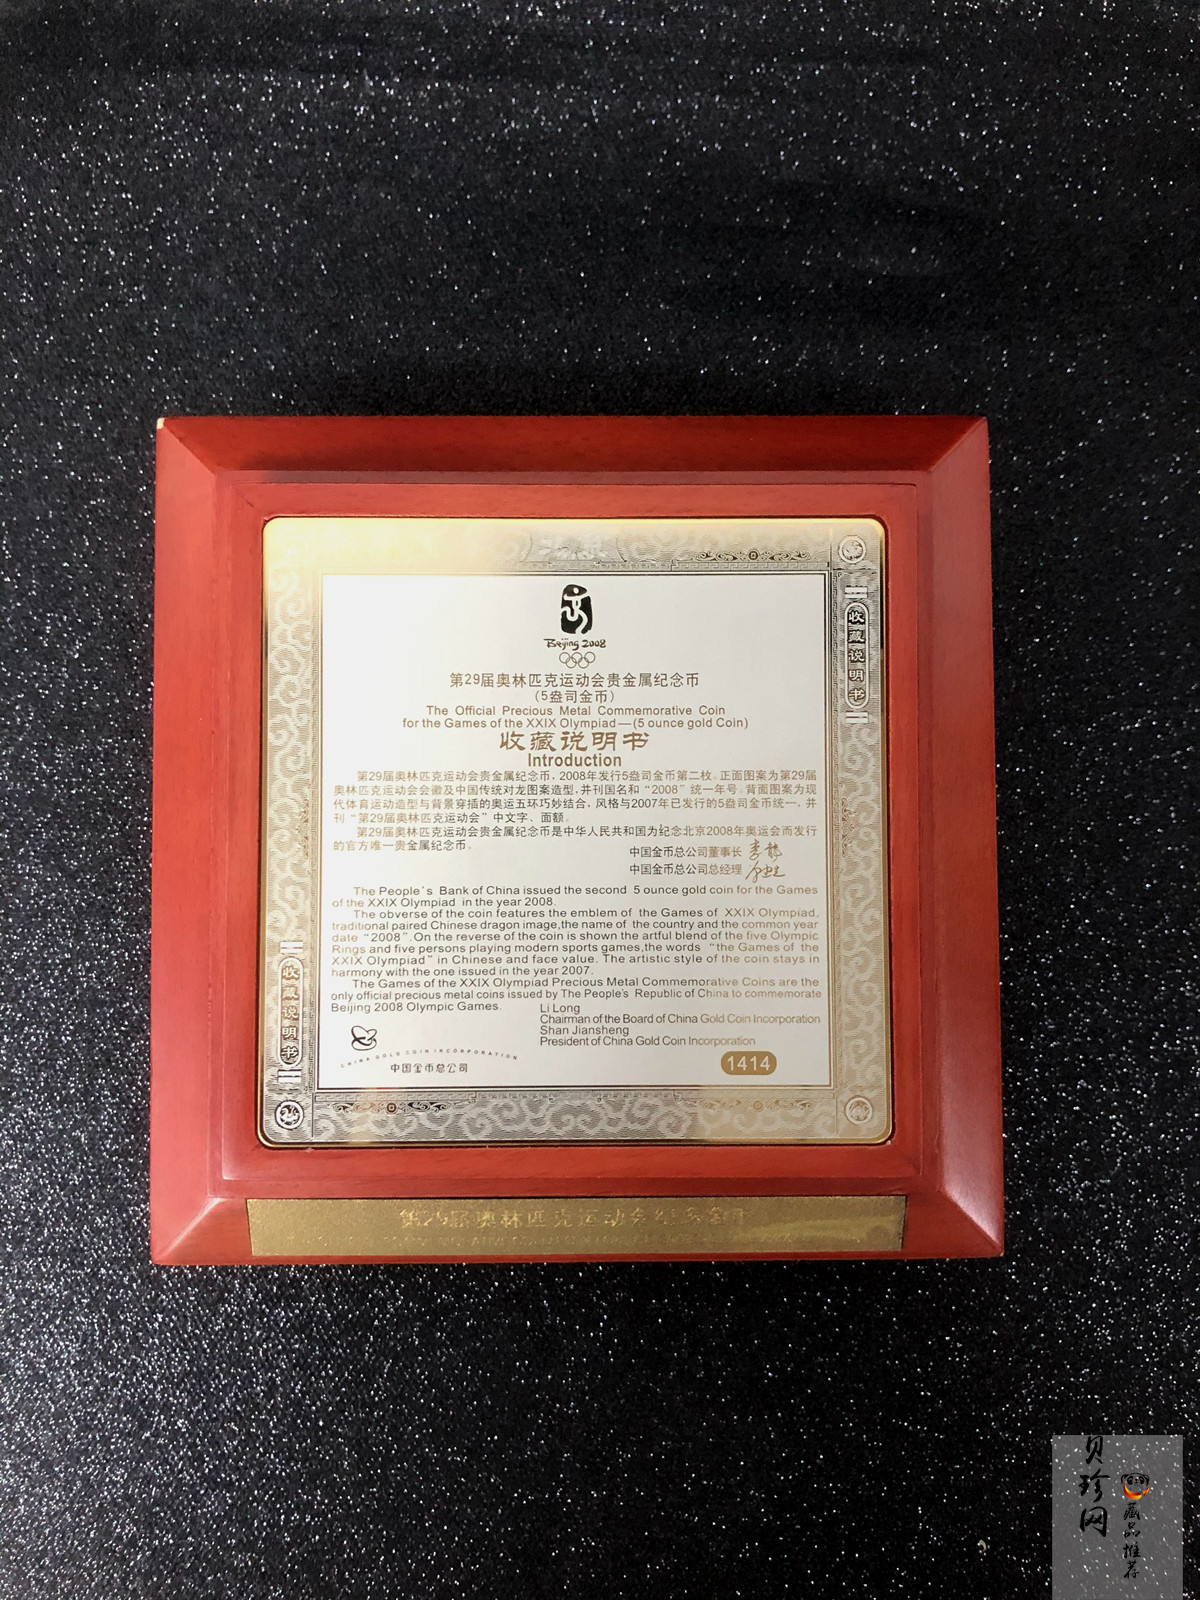 Beijing 2008
第29届奥林匹克运动会贵金属纪念币
(5盎司金币)
The Official Precious Metal Commemorative Coin
for the Games of the XXIX Olympiad—(5 ounce gold Coin)
收藏说明书
Introduction
第29届奥林匹克运动会贵金属纪念币，2008年发行5盎司金币第二枚。正面图案为第29届
奥林匹克运动会会徽及中国传统对龙图案造型，并刊国名和“2008”统一年号。背面图案为现
代体育运动造型与背景穿插的奥运五环巧妙结合，风格与2007年已发行的5盎司金币统一，并
刊“第29届奥林匹克运动会”中文字、面额。
第29届奥林匹克运动会贵金属纪念币是中华人民共和国为纪念北京2008年奥运会而发行
的官方唯一贵金属纪念币。
中国金币总公司董事长
中国金币总公司总经理
The People's Bank of China issued the second 5 ounce gold coin for the Games
of the XXIX Olympiad in the year 2008.
The obverse of the coin features the emblem of the Games of XXIX Olympiad,
traditional paired Chinese dragon image,the name of the country and the common year
date “2008”.On the reverse of the coin is shown the artful blend of the five Olympic
Rings and five persons playing modern sports games,the words “the Games of the
XXIX Olympiad” in Chinese and face value. The artistic style of the coin stays in
harmony with the one issued in the year 2007.
The Games of the XXIX Olympiad Precious Metal Commemorative Coins are the
only official precious metal coins issued by The People's Republic of China to commemorate
Beijing 2008 Olympic Games.
Li Long
Chairman of the Board of China Gold Coin Incorporation
Shan Jiansheng
President of China Gold Coin Incorporation
CHINA GOLD COIN INCORPORATION
中国金币总公司
1414
收藏说明书
收藏说明书
第29届奥林匹克运动会纪念金币
贝珍网
藏品推荐